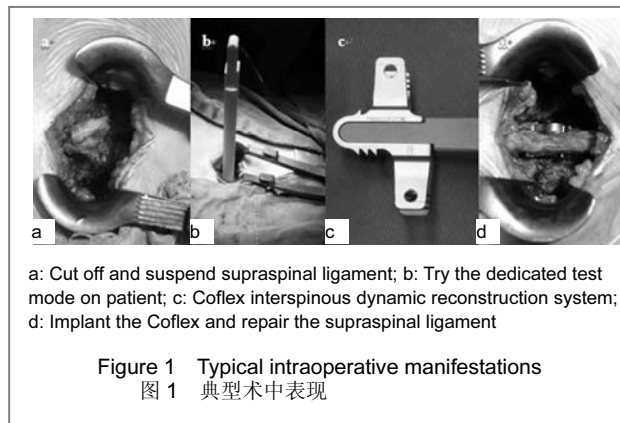 a b c d
a b c d
a: Cut off and suspend supraspinal ligament; b: Try the dedicated test
mode on patient; c: Coflex interspinous dynamic reconstruction system;
d: Implant the Coflex and repair the supraspinal ligament
Figure 1 Typical intraoperative manifestations
图 1 典型术中表现